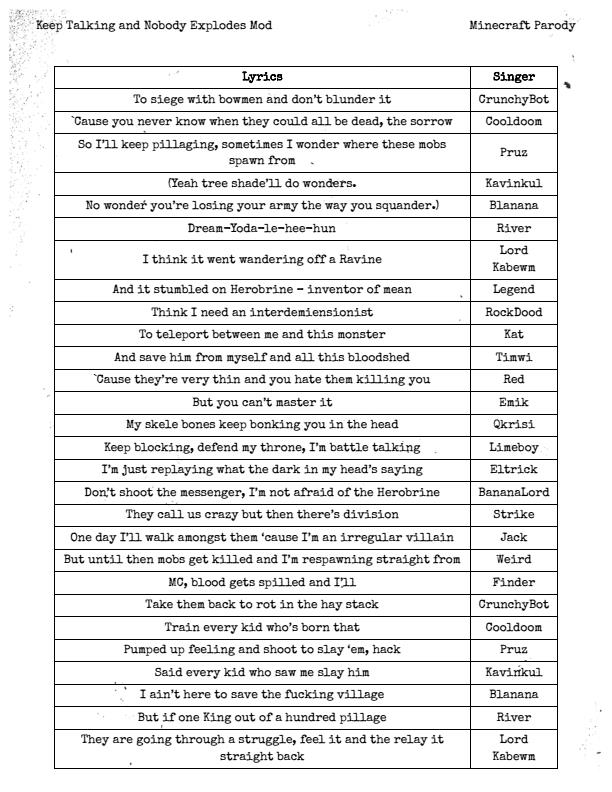 Keep Talking and Nobody Explodes Mod Minecraft Parody
Lyrics Singer
To siege with bowmen and don't blunder it CrunchyBot
`Cause you never know when they could all be dead, the sorrow Cooldoom
So I'll keep pillaging, sometimes I wonder where these mobs
spawn from Pruz
(Yeah tree shade'll do wonders. Kavinkul
No wonder you're losing your army the way you squander.) Blanana
Dream-Yoda-le-hee-hun River
I think it went wandering off a Ravine Lord
Kabewm
And it stumbled on Herobrine - inventor of mean Legend
Think I need an interdemiensionist RockDood
To teleport between me and this monster Kat
And save him from myself and all this bloodshed Timwi
`Cause they're very thin and you hate them killing you Red
But you can't master it Emik
My skele bones keep bonking you in the head Qkrisi
Keep blocking, defend my throne, I'm battle talking Limeboy
I'm just replaying what the dark in my head's saying Eltrick
Don't shoot the messenger, I'm not afraid of the Herobrine BananaLord
They call us crazy but then there's division Strike
One day I'll walk amongst them 'cause I'm an irregular villain Jack
But until then mobs get killed and I'm respawning straight from Weird
MC, blood gets spilled and I'll Finder
Take them back to rot in the hay stack CrunchyBot
Train every kid who's born that Cooldoom
Pumped up feeling and shoot to slay 'em, hack Pruz
Said every kid who saw me slay him Kavinkul
I ain't here to save the fucking village Blanana
But if one King out of a hundred pillage River
They are going through a struggle, feel it and the relay it
straight back Lord
Kabewm